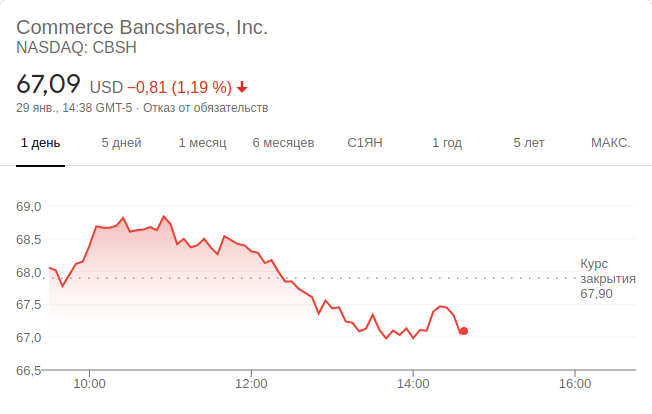 Commerce Bancshares, Inc.
NASDAQ: CBSH
67,09 USD −0,81 (1,19 %)
29 янв., 14:38 GMT-5 · Отказ от обязательств
1 день 5 дней 1 месяц 6 месяцев С1ЯН 1 год 5 лет МАКС.
69,0
68,5
68,0
67,5
67,0
66,5
Курс
закрытия
67,90
10:00 12:00 14:00 16:00